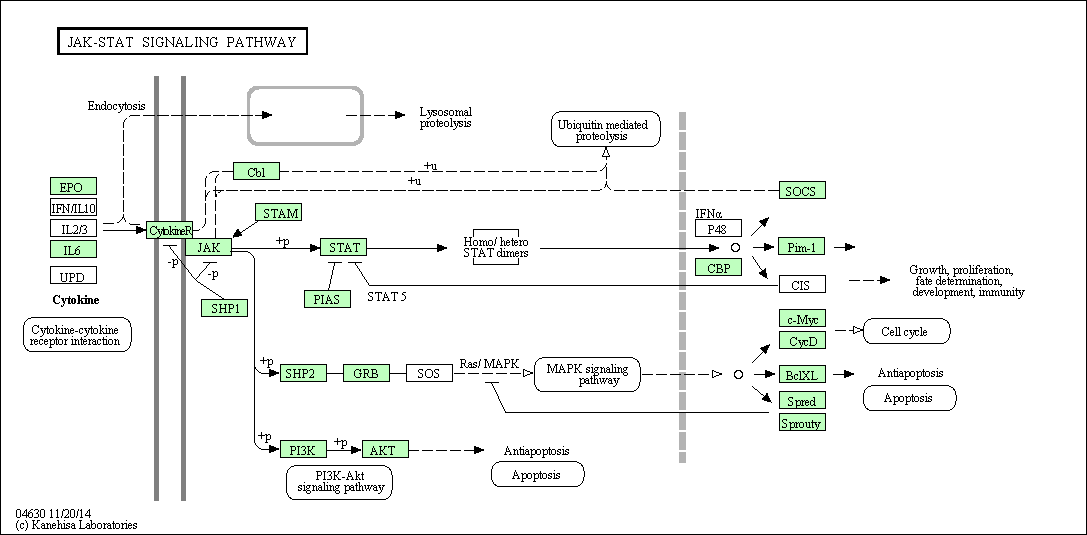 JAK-STAT SIGNALING PATHWAY
Endocytosis
Lysosomal
proteolysis
Ubiquitin mediated
proteolysis
Cbl
+u
+u
EPO
IFN/IL10
IL2/3
IL6
UPD
Cytokine
Cytokine-cytokine
receptor interaction
CytokineR
STAM
JAK
-p
-p
SHP1
+p
STAT
PIAS
STAT 5
Homo/ hetero
STAT dimers
SOCS
IFNα
P48
CBP
Pim-1
CIS
Growth, proliferation,
fate determination,
development, immunity
c-Myc
CycD
Cell cycle
BclXL
Antiapoptosis
Spred
Apoptosis
Sprouty
+p
SHP2
GRB
SOS
Ras/ MAPK
MAPK signaling
pathway
+p
PI3K
+p
AKT
Antiapoptosis
PI3K-Akt
signaling pathway
Apoptosis
04630 11/20/14
(c) Kanehisa Laboratories